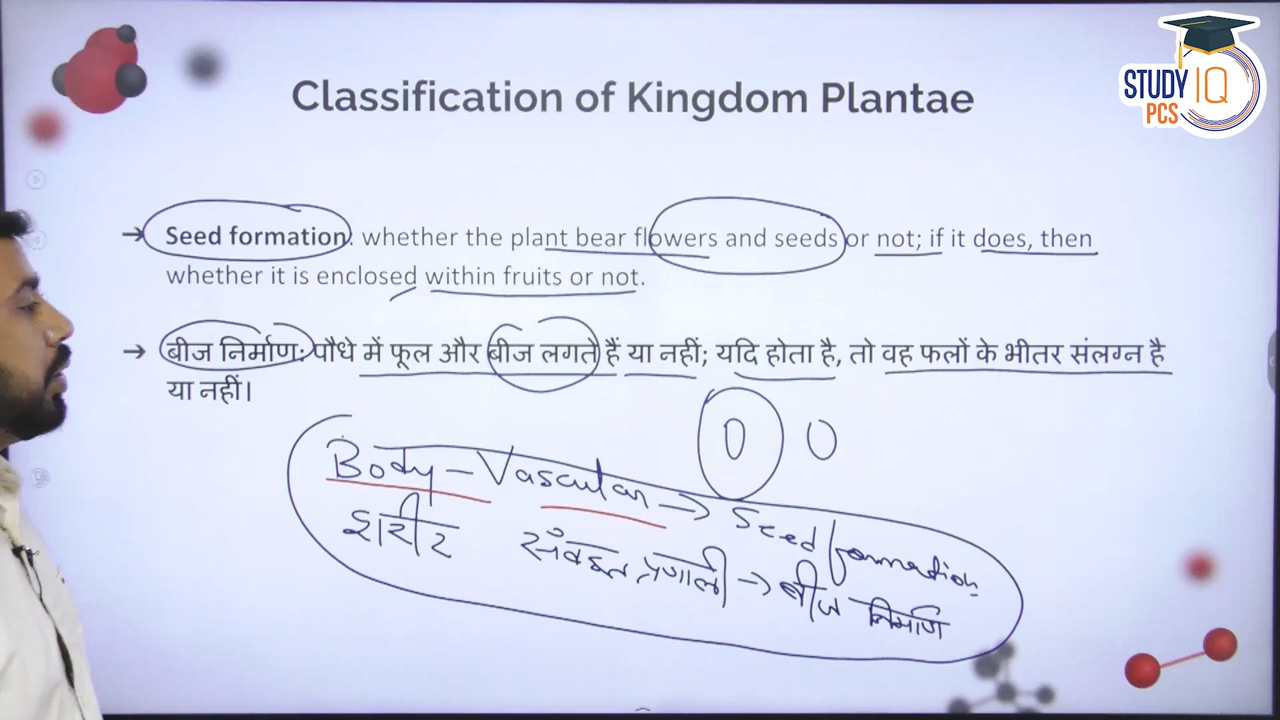 Classification of Kingdom Plantae
STUDY IQ
PCS
→ Seed formation: whether the plant bear flowers and seeds or not; if it does, then
whether it is enclosed within fruits or not.
→ बीज निर्माण: पौधे में फूल और बीज लगते हैं या नहीं; यदि होता है, तो वह फलों के भीतर संलग्न है
या नहीं।
Body – Vascular → Seed formation
शरीर संवहन प्रणाली → बीज निर्माण